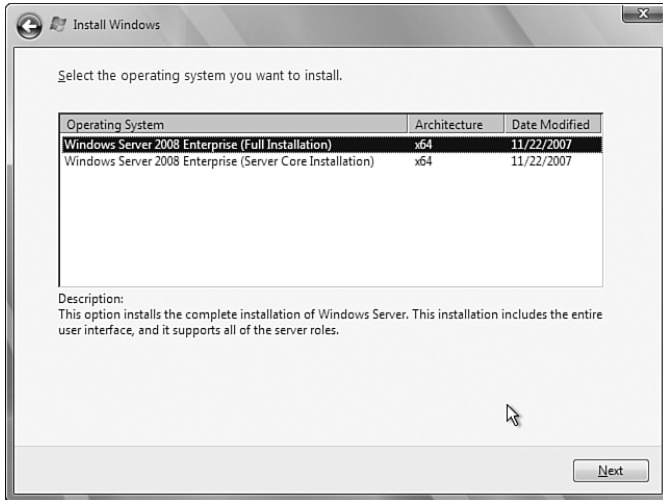 Install Windows
Select the operating system you want to install.
Operating System Architecture Date Modified
Windows Server 2008 Enterprise (Full Installation) x64 11/22/2007
Windows Server 2008 Enterprise (Server Core Installation) x64 11/22/2007
Description:
This option installs the complete installation of Windows Server. This installation includes the entire
user interface, and it supports all of the server roles.
Next